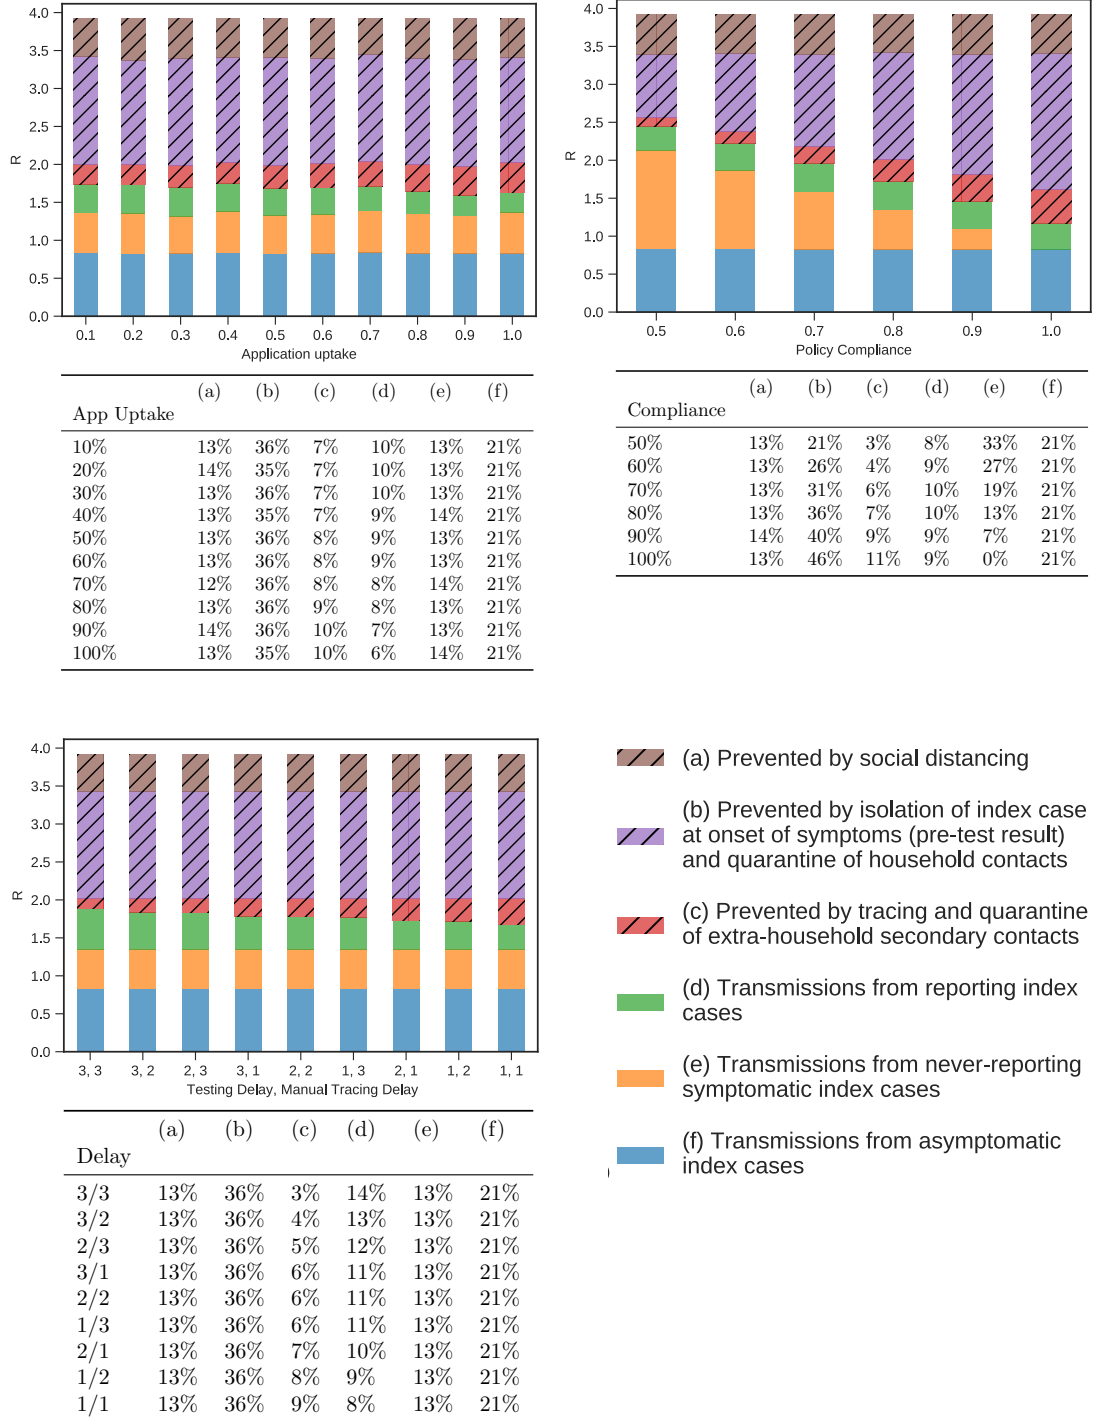 4.0
3.5
3.0
2.5
2.0
1.5
1.0
0.5
0.0
R
0.1 0.2 0.3 0.4 0.5 0.6 0.7 0.8 0.9 1.0
Application uptake
(a) (b) (c) (d) (e) (f)
App Uptake
10% 13% 36% 7% 10% 13% 21%
20% 14% 35% 7% 10% 13% 21%
30% 13% 36% 7% 10% 13% 21%
40% 13% 35% 7% 9% 14% 21%
50% 13% 36% 8% 9% 13% 21%
60% 13% 36% 8% 9% 13% 21%
70% 12% 36% 8% 8% 14% 21%
80% 13% 36% 9% 8% 13% 21%
90% 14% 36% 10% 7% 13% 21%
100% 13% 35% 10% 6% 14% 21%
4.0
3.5
3.0
2.5
2.0
1.5
1.0
0.5
0.0
R
0.5 0.6 0.7 0.8 0.9 1.0
Policy Compliance
(a) (b) (c) (d) (e) (f)
Compliance
50% 13% 21% 3% 8% 33% 21%
60% 13% 26% 4% 9% 27% 21%
70% 13% 31% 6% 10% 19% 21%
80% 13% 36% 7% 10% 13% 21%
90% 14% 40% 9% 9% 7% 21%
100% 13% 46% 11% 9% 0% 21%
4.0
3.5
3.0
2.5
2.0
1.5
1.0
0.5
0.0
R
3, 3 3, 2 2, 3 3, 1 2, 2 1, 3 2, 1 1, 2 1, 1
Testing Delay, Manual Tracing Delay
(a) (b) (c) (d) (e) (f)
Delay
3/3 13% 36% 3% 14% 13% 21%
3/2 13% 36% 4% 13% 13% 21%
2/3 13% 36% 5% 12% 13% 21%
3/1 13% 36% 6% 11% 13% 21%
2/2 13% 36% 6% 11% 13% 21%
1/3 13% 36% 6% 11% 13% 21%
2/1 13% 36% 7% 10% 13% 21%
1/2 13% 36% 8% 9% 13% 21%
1/1 13% 36% 9% 8% 13% 21%
(a) Prevented by social distancing
(b) Prevented by isolation of index case
at onset of symptoms (pre-test result)
and quarantine of household contacts
(c) Prevented by tracing and quarantine
of extra-household secondary contacts
(d) Transmissions from reporting index
cases
(e) Transmissions from never-reporting
symptomatic index cases
(f) Transmissions from asymptomatic
index cases